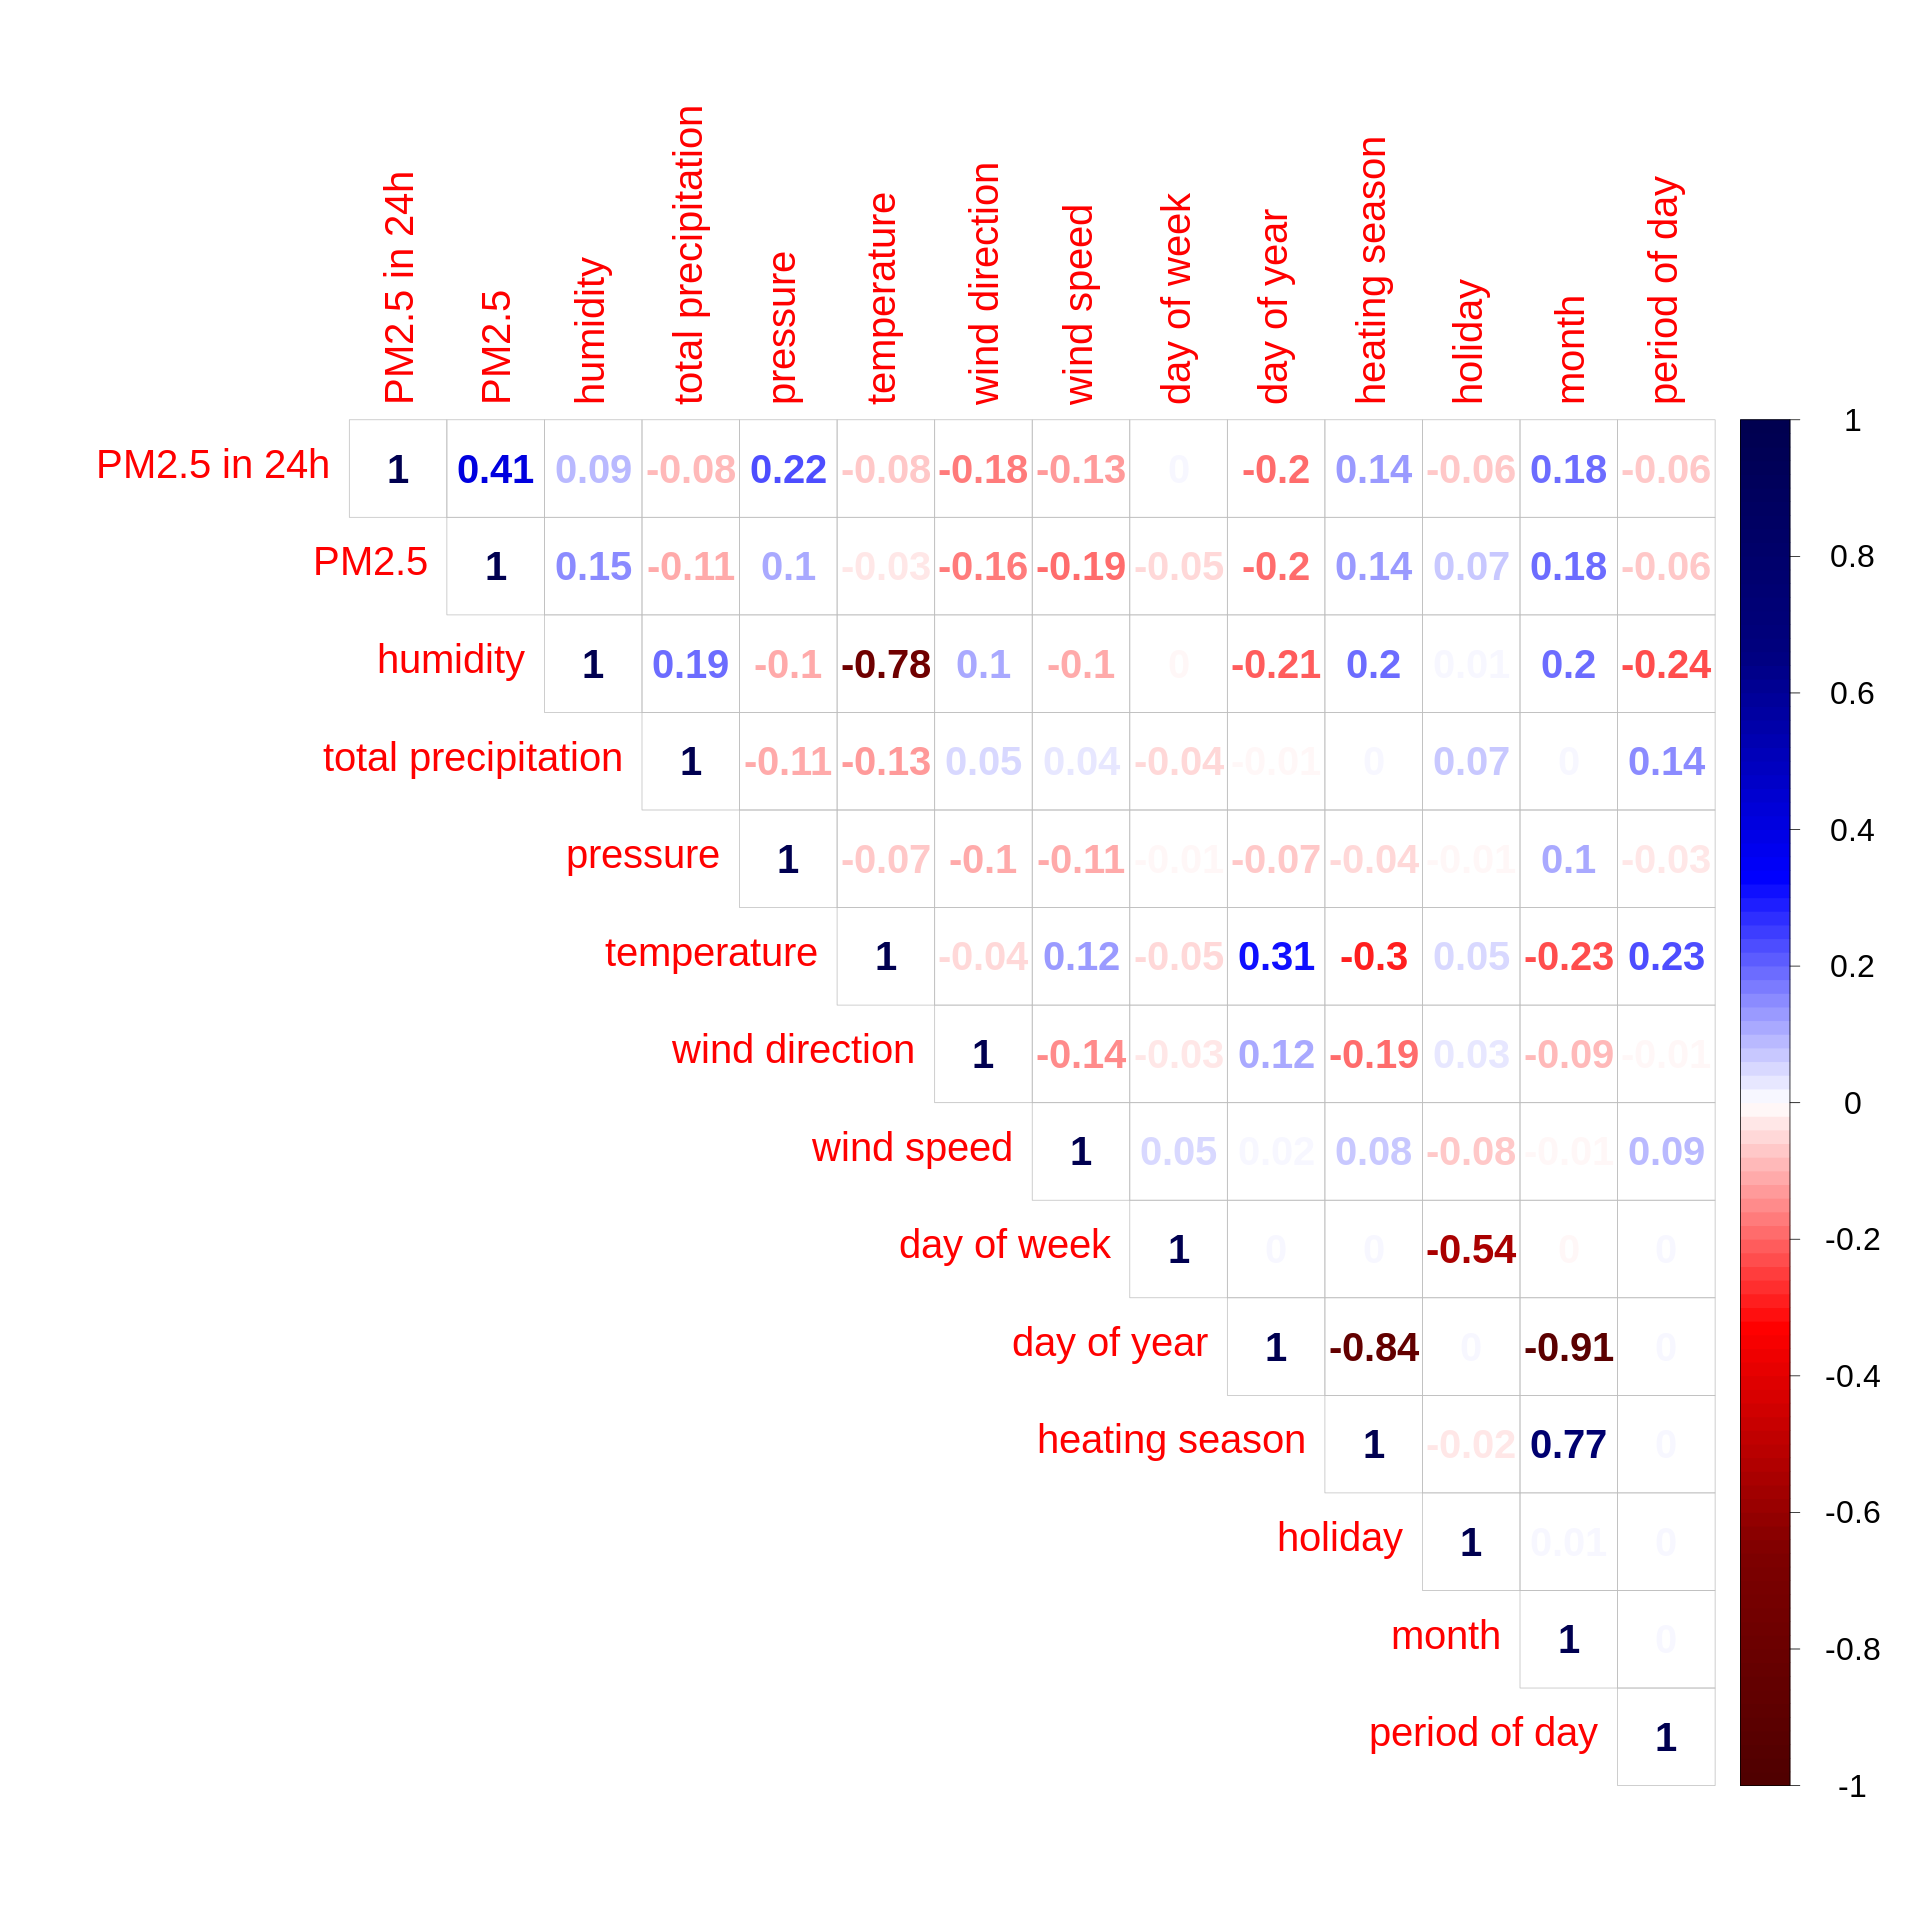 PM2.5 in 24h
PM2.5
humidity
total precipitation
pressure
temperature
wind direction
wind speed
day of week
day of year
heating season
holiday
month
period of day
PM2.5 in 24h 1 0.41 0.09 -0.08 0.22 -0.08 -0.18 -0.13 0 -0.2 0.14 -0.06 0.18 -0.06
PM2.5 1 0.15 -0.11 0.1 -0.03 -0.16 -0.19 -0.05 -0.2 0.14 0.07 0.18 -0.06
humidity 1 0.19 -0.1 -0.78 0.1 -0.1 0 -0.21 0.2 0.01 0.2 -0.24
total precipitation 1 -0.11 -0.13 0.05 0.04 -0.04 -0.01 0 0.07 0 0.14
pressure 1 -0.07 -0.1 -0.11 -0.01 -0.07 -0.04 -0.01 0.1 -0.03
temperature 1 -0.04 0.12 -0.05 0.31 -0.3 0.05 -0.23 0.23
wind direction 1 -0.14 -0.03 0.12 -0.19 0.03 -0.09 -0.01
wind speed 1 0.05 0.02 0.08 -0.08 -0.01 0.09
day of week 1 0 0 -0.54 0 0
day of year 1 -0.84 0 -0.91 0
heating season 1 -0.02 0.77 0
holiday 1 0.01 0
month 1 0
period of day 1
1
0.8
0.6
0.4
0.2
0
-0.2
-0.4
-0.6
-0.8
-1